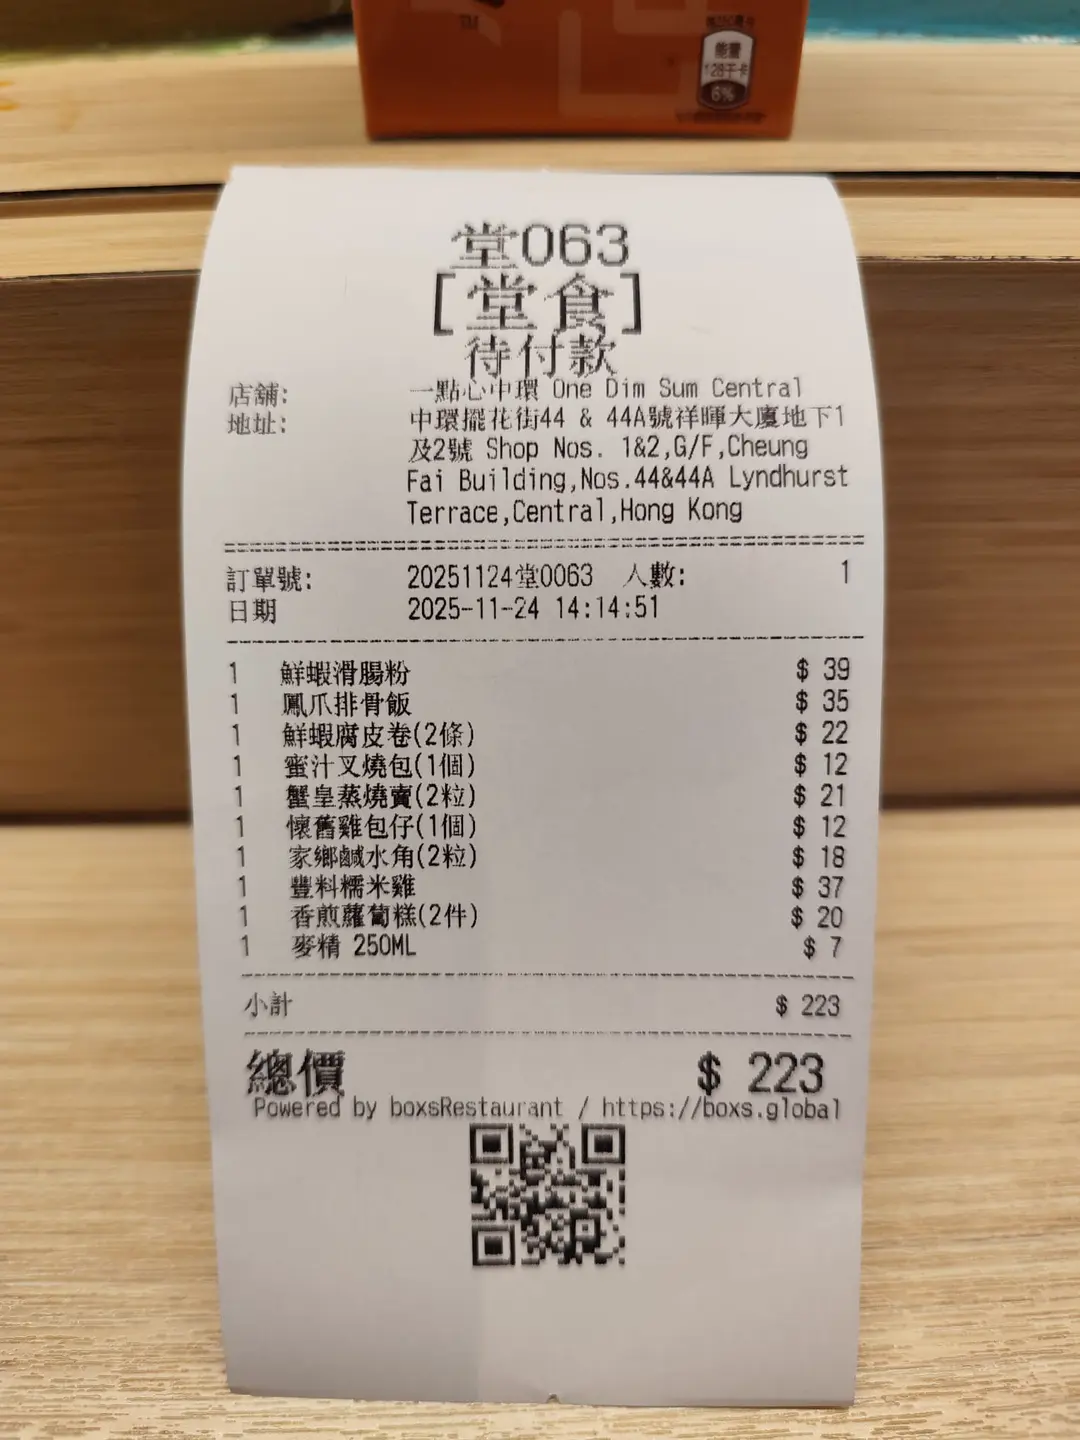 TM
能量
128千卡
6%
堂063
[堂食]
待付款
店舖: 一點心中環 One Dim Sum Central
地址: 中環擺花街44 & 44A號祥暉大廈地下1
及2號 Shop Nos. 1&2,G/F,Cheung
Fai Building,Nos.44&44A Lyndhurst
Terrace,Central,Hong Kong
訂單號: 20251124堂0063 人數: 1
日期 2025-11-24 14:14:51
1 鮮蝦滑腸粉 $ 39
1 鳳爪排骨飯 $ 35
1 鮮蝦腐皮卷(2條) $ 22
1 蜜汁叉燒包(1個) $ 12
1 蟹皇蒸燒賣(2粒) $ 21
1 懷舊雞包仔(1個) $ 12
1 家鄉鹹水角(2粒) $ 18
1 豐料糯米雞 $ 37
1 香煎蘿蔔糕(2件) $ 20
1 麥精 250ML $ 7
小計 $ 223
總價 $ 223
Powered by boxsRestaurant / https://boxs.global